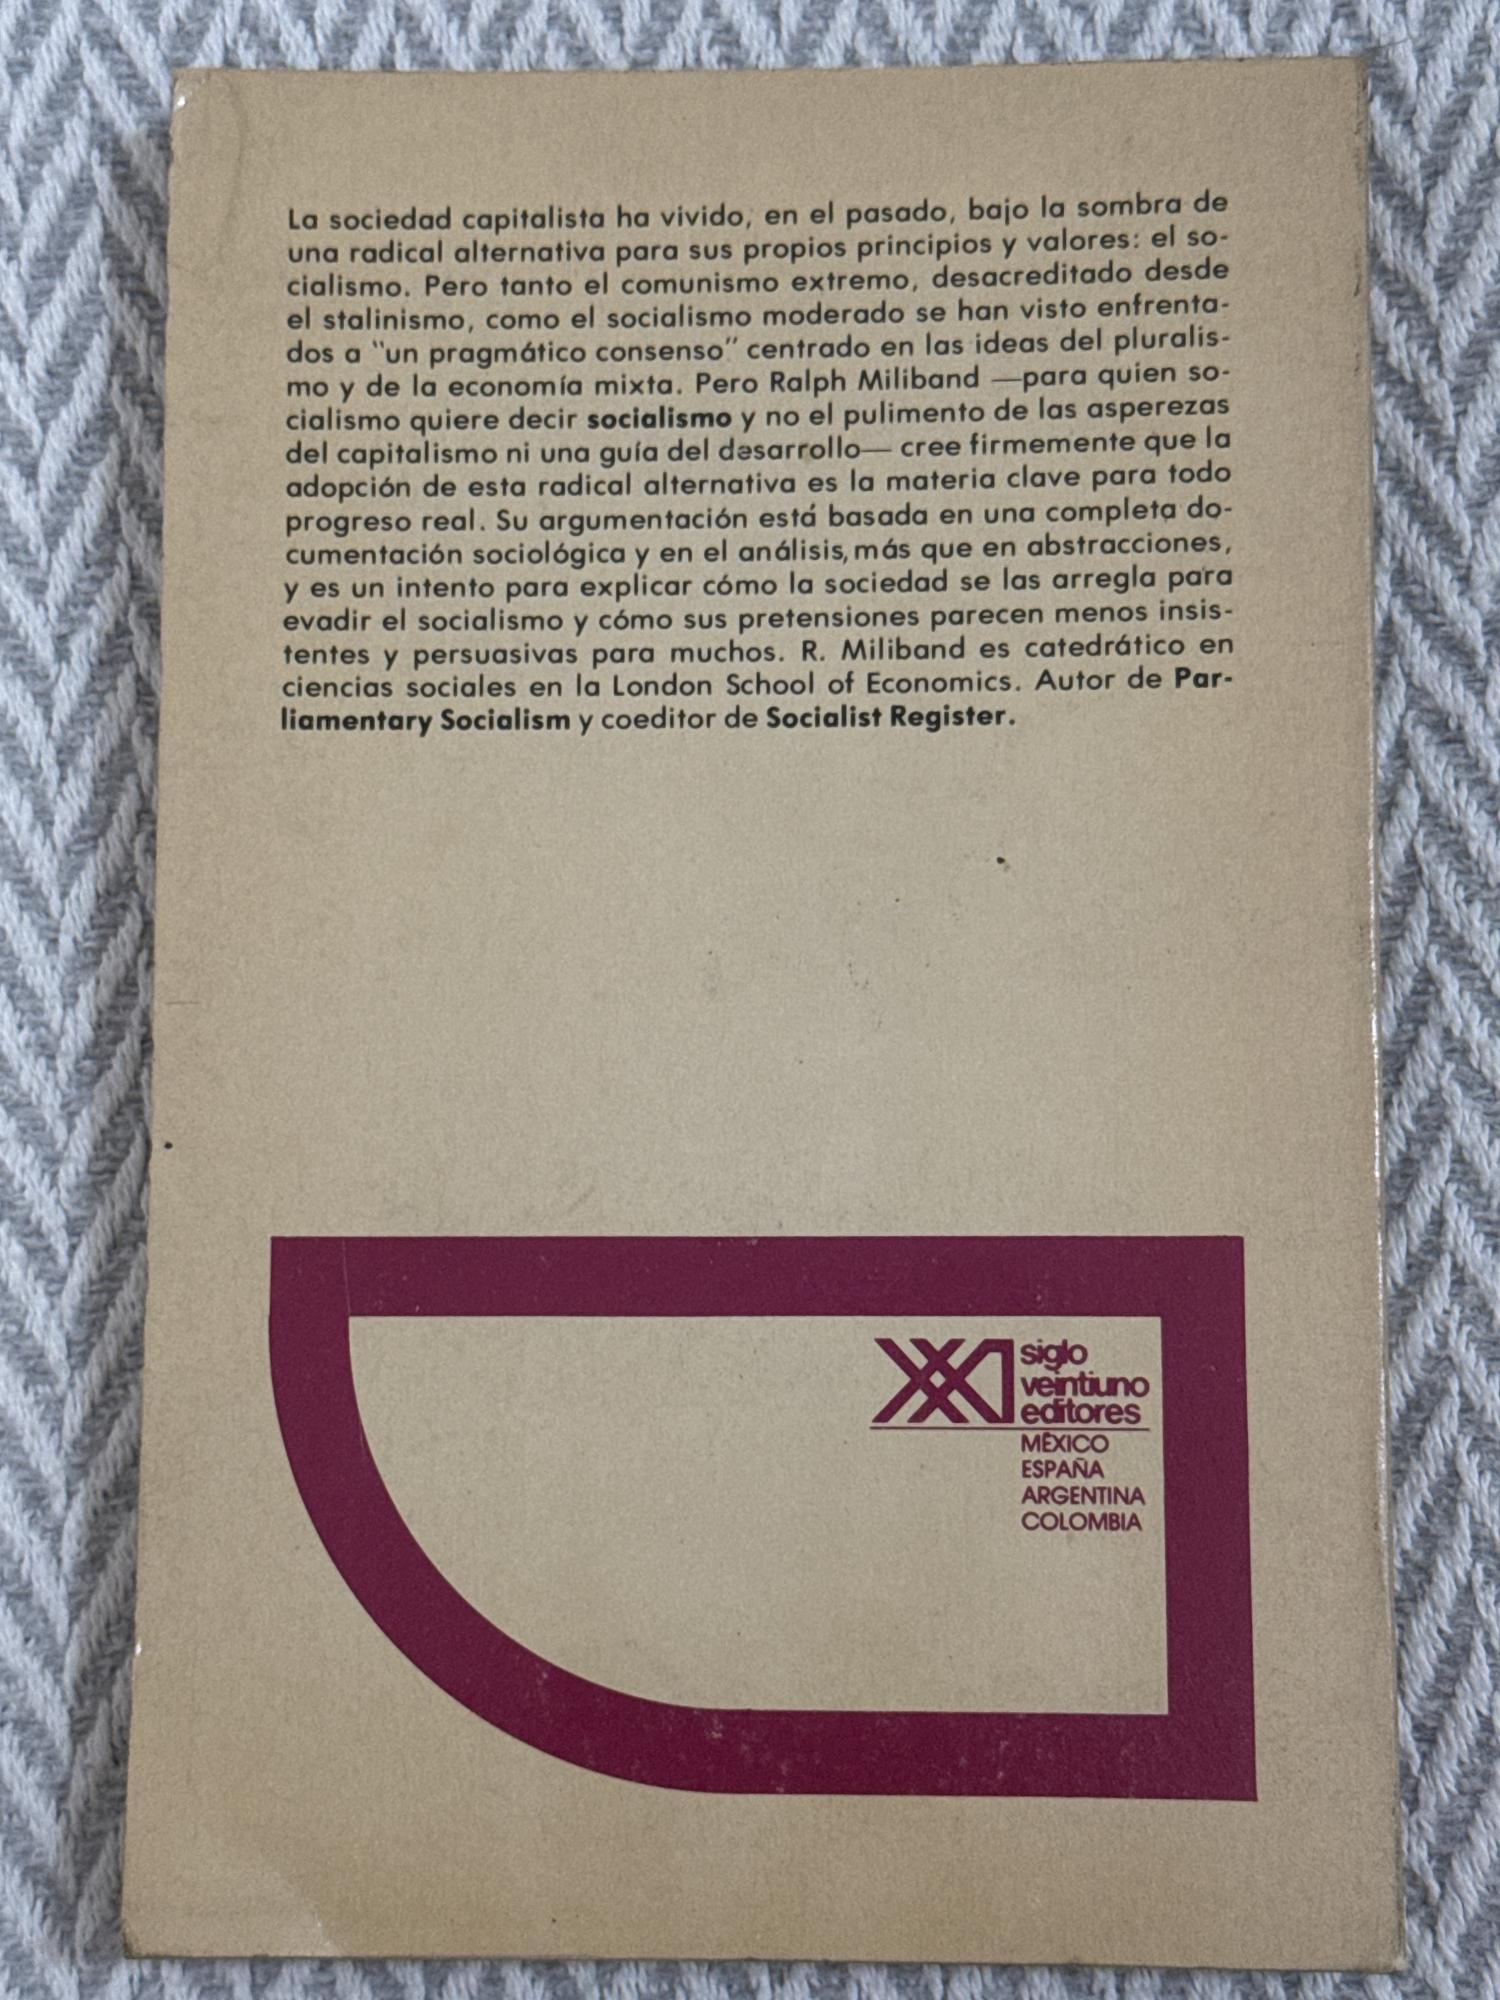 La sociedad capitalista ha vivido, en el pasado, bajo la sombra de
una radical alternativa para sus propios principios y valores: el so-
cialismo. Pero tanto el comunismo extremo, desacreditado desde
el stalinismo, como el socialismo moderado se han visto enfrenta-
dos a "un pragmático consenso" centrado en las ideas del pluralis-
mo y de la economía mixta. Pero Ralph Miliband —para quien so-
cialismo quiere decir socialismo y no el pulimento de las asperezas
del capitalismo ni una guía del desarrollo— cree firmemente que la
adopción de esta radical alternativa es la materia clave para todo
progreso real. Su argumentación está basada en una completa do-
cumentación sociológica y en el análisis, más que en abstracciones,
y es un intento para explicar cómo la sociedad se las arregla para
evadir el socialismo y cómo sus pretensiones parecen menos insis-
tentes y persuasivas para muchos. R. Miliband es catedrático en
ciencias sociales en la London School of Economics. Autor de Par-
liamentary Socialism y coeditor de Socialist Register.
XXI siglo
veintiuno
editores
MÉXICO
ESPAÑA
ARGENTINA
COLOMBIA